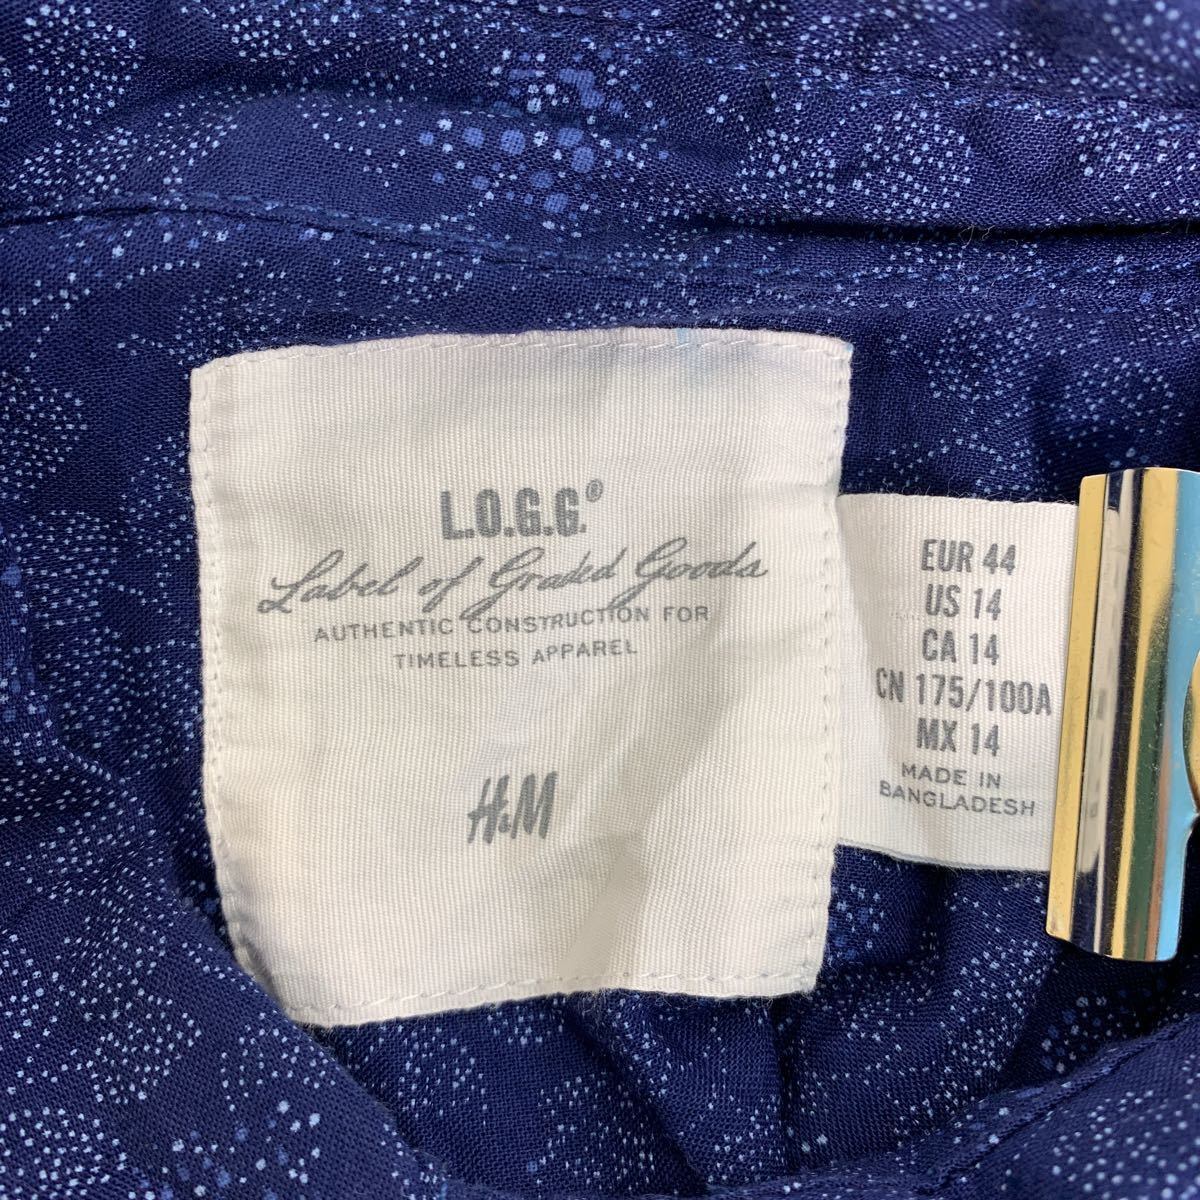 L.O.G.G.®
Label of Graded Goods
AUTHENTIC CONSTRUCTION FOR
TIMELESS APPAREL
H&M
EUR 44
US 14
CA 14
CN 175/100A
MX 14
MADE IN
BANGLADESH